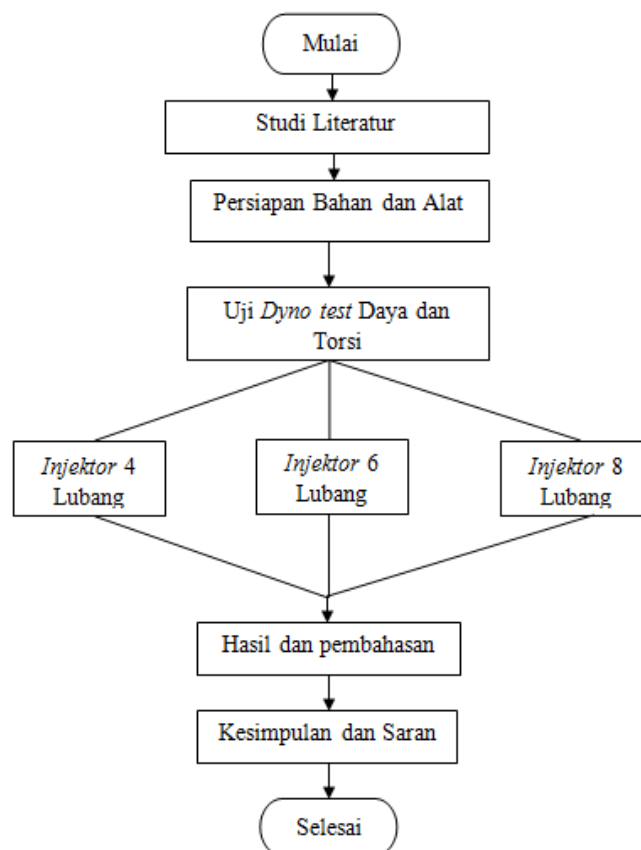 Mulai
Studi Literatur
Persiapan Bahan dan Alat
Uji Dyno test Daya dan
Torsi
Injektor 4
Lubang
Injektor 6
Lubang
Injektor 8
Lubang
Hasil dan pembahasan
Kesimpulan dan Saran
Selesai